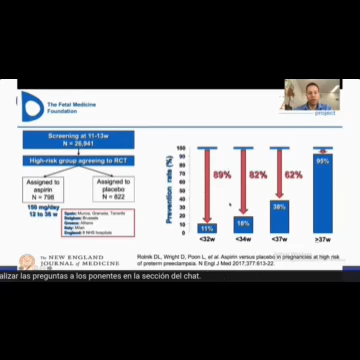 The Fetal Medicine
Foundation
project
Screening at 11-13w
N = 26,941
High-risk group agreeing to RCT
Assigned to
aspirin
N = 798
Assigned to
placebo
N = 822
150 mg/day
12 to 36 w
Spain: Murcia, Granada, Tenerife
Belgium: Brussels
Greece: Athens
Italy: Milan
England: 8 NHS hospitals
Prevention rate (%)
100
90
80
70
60
50
40
30
20
10
0
89%
82%
62%
95%
38%
18%
11%
<32w
<34w
<37w
≥37w
The NEW ENGLAND
JOURNAL of MEDICINE
Rolnik DL, Wright D, Poon L, et al. Aspirin versus placebo in pregnancies at high risk
of preterm preeclampsia. N Engl J Med 2017;377:613-22.
alizar las preguntas a los ponentes en la sección del chat.